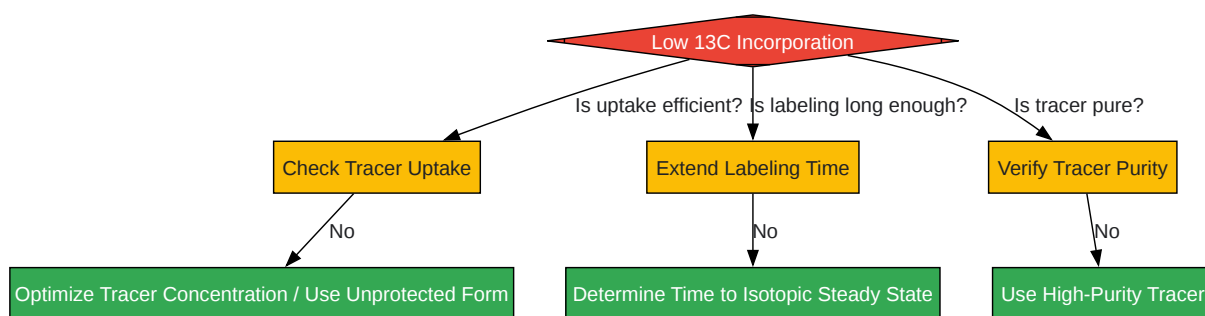 Low 13C Incorporation
Is uptake efficient?
Is labeling long enough?
Is tracer pure?
Check Tracer Uptake
Extend Labeling Time
Verify Tracer Purity
No
No
No
Optimize Tracer Concentration / Use Unprotected Form
Determine Time to Isotopic Steady State
Use High-Purity Tracer